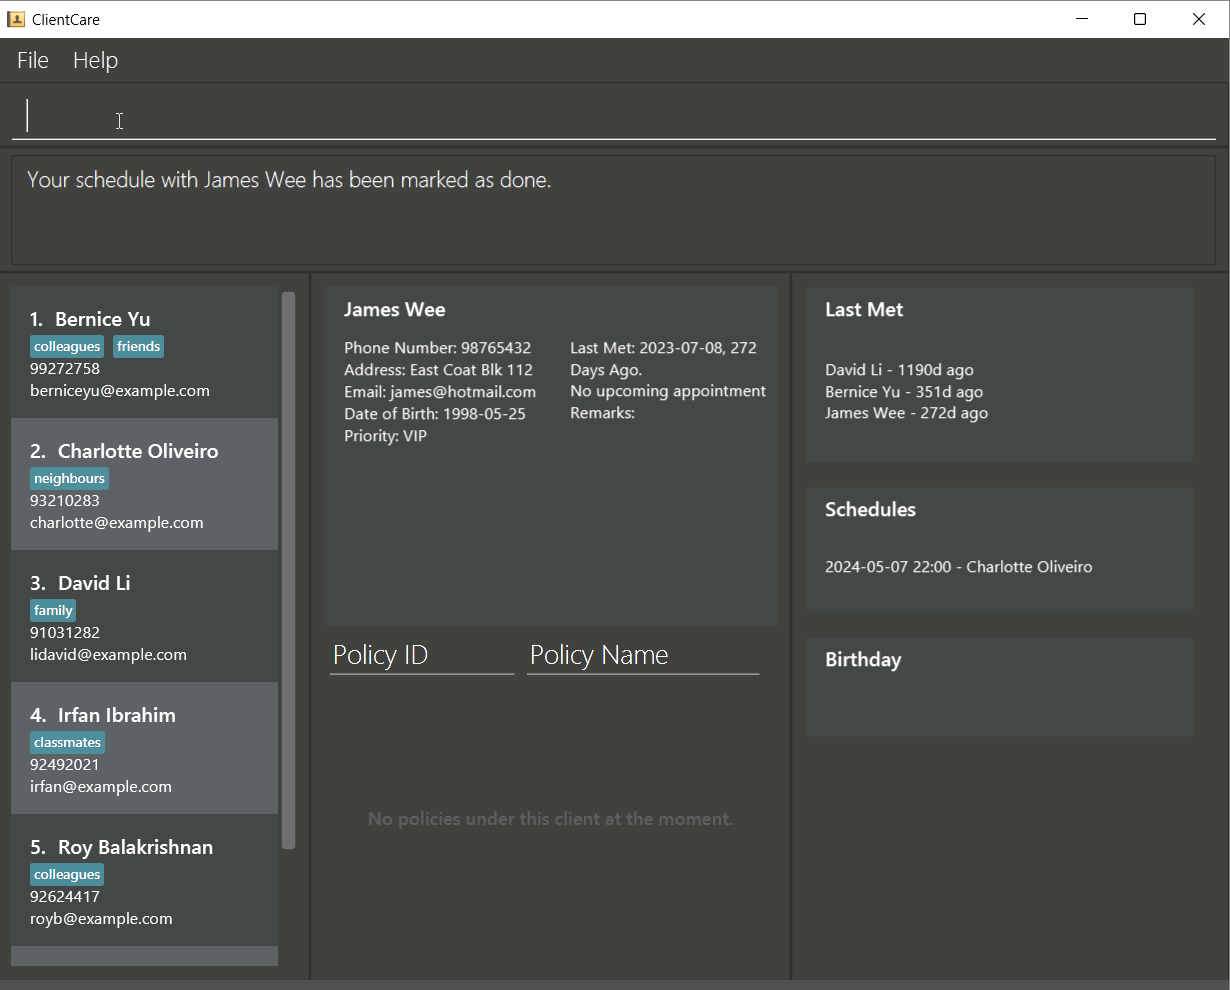 ClientCare
File Help
Your schedule with James Wee has been marked as done.
1. Bernice Yu
colleagues friends
99272758
berniceyu@example.com
2. Charlotte Oliveiro
neighbours
93210283
charlotte@example.com
3. David Li
family
91031282
lidavid@example.com
4. Irfan Ibrahim
classmates
92492021
irfan@example.com
5. Roy Balakrishnan
colleagues
92624417
royb@example.com
James Wee
Phone Number: 98765432
Address: East Coat Blk 112
Email: james@hotmail.com
Date of Birth: 1998-05-25
Priority: VIP
Last Met: 2023-07-08, 272
Days Ago.
No upcoming appointment
Remarks:
Policy ID Policy Name
No policies under this client at the moment.
Last Met
David Li - 1190d ago
Bernice Yu - 351d ago
James Wee - 272d ago
Schedules
2024-05-07 22:00 - Charlotte Oliveiro
Birthday